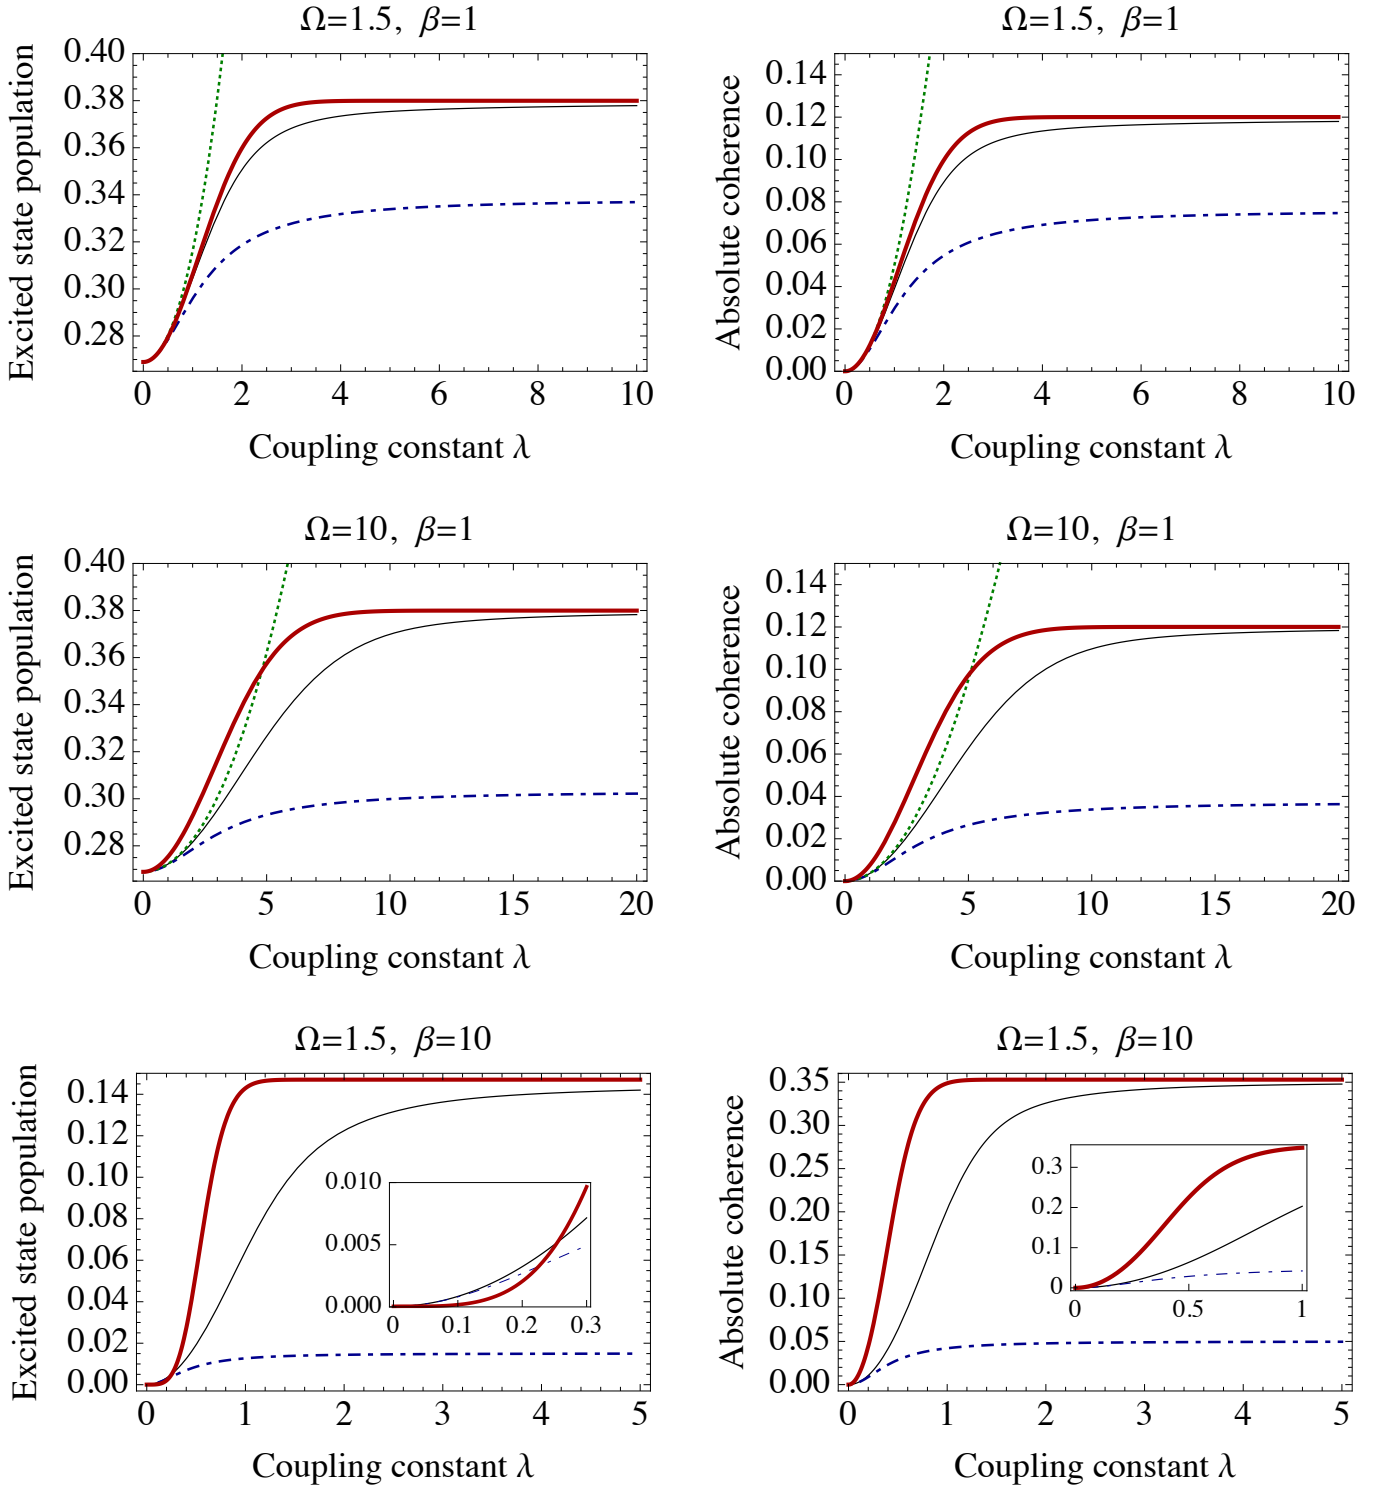 Ω=1.5, β=1
Excited state population
0.40
0.38
0.36
0.34
0.32
0.30
0.28
0 2 4 6 8 10
Coupling constant λ
Ω=1.5, β=1
Absolute coherence
0.14
0.12
0.10
0.08
0.06
0.04
0.02
0.00
0 2 4 6 8 10
Coupling constant λ
Ω=10, β=1
Excited state population
0.40
0.38
0.36
0.34
0.32
0.30
0.28
0 5 10 15 20
Coupling constant λ
Ω=10, β=1
Absolute coherence
0.14
0.12
0.10
0.08
0.06
0.04
0.02
0.00
0 5 10 15 20
Coupling constant λ
Ω=1.5, β=10
Excited state population
0.14
0.12
0.10
0.08
0.06
0.04
0.02
0.00
0 1 2 3 4 5
Coupling constant λ
0.010
0.005
0.000
0 0.1 0.2 0.3
Ω=1.5, β=10
Absolute coherence
0.35
0.30
0.25
0.20
0.15
0.10
0.05
0.00
0 1 2 3 4 5
Coupling constant λ
0.3
0.2
0.1
0
0 0.5 1